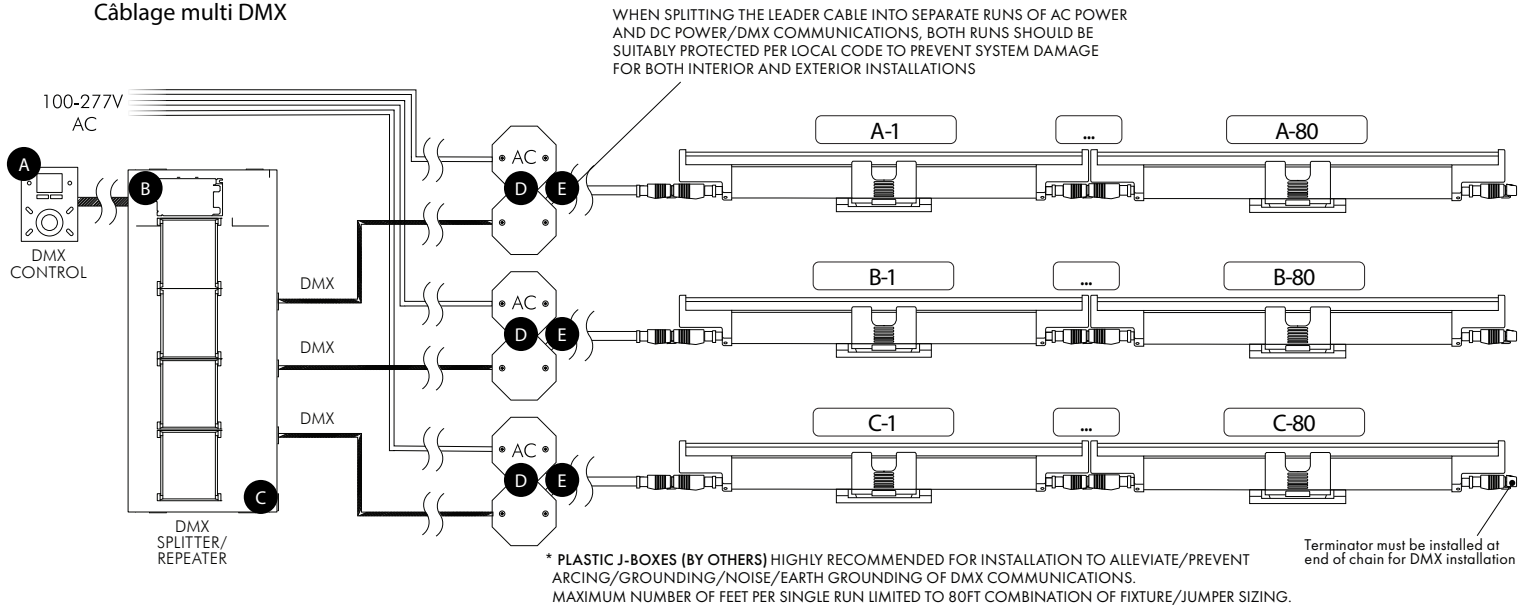 Câblage multi DMX
WHEN SPLITTING THE LEADER CABLE INTO SEPARATE RUNS OF AC POWER
AND DC POWER/DMX COMMUNICATIONS, BOTH RUNS SHOULD BE
SUITABLY PROTECTED PER LOCAL CODE TO PREVENT SYSTEM DAMAGE
FOR BOTH INTERIOR AND EXTERIOR INSTALLATIONS
100-277V
AC
A
B
DMX
CONTROL
C
DMX
SPLITTER/
REPEATER
DMX
DMX
DMX
AC
D E
A-1 ... A-80
AC
D E
B-1 ... B-80
AC
D E
C-1 ... C-80
Terminator must be installed at
end of chain for DMX installation
* PLASTIC J-BOXES (BY OTHERS) HIGHLY RECOMMENDED FOR INSTALLATION TO ALLEVIATE/PREVENT
ARCING/GROUNDING/NOISE/EARTH GROUNDING OF DMX COMMUNICATIONS.
MAXIMUM NUMBER OF FEET PER SINGLE RUN LIMITED TO 80FT COMBINATION OF FIXTURE/JUMPER SIZING.